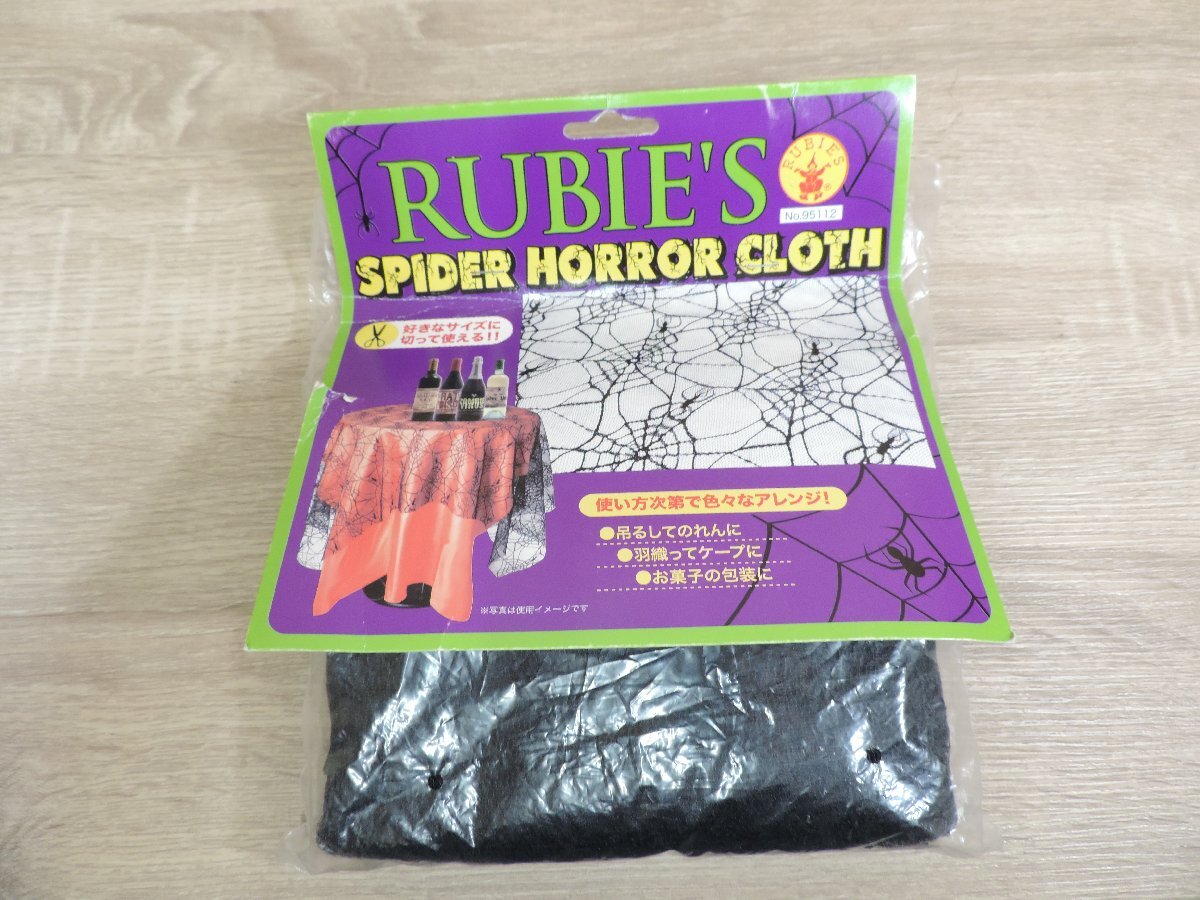 RUBIE'S
RUBIE'S
®
No.95112
SPIDER HORROR CLOTH
好きなサイズに
切って使える!!
使い方次第で色々なアレンジ!
●吊るしてのれんに
●羽織ってケープに
●お菓子の包装に
※写真は使用イメージです